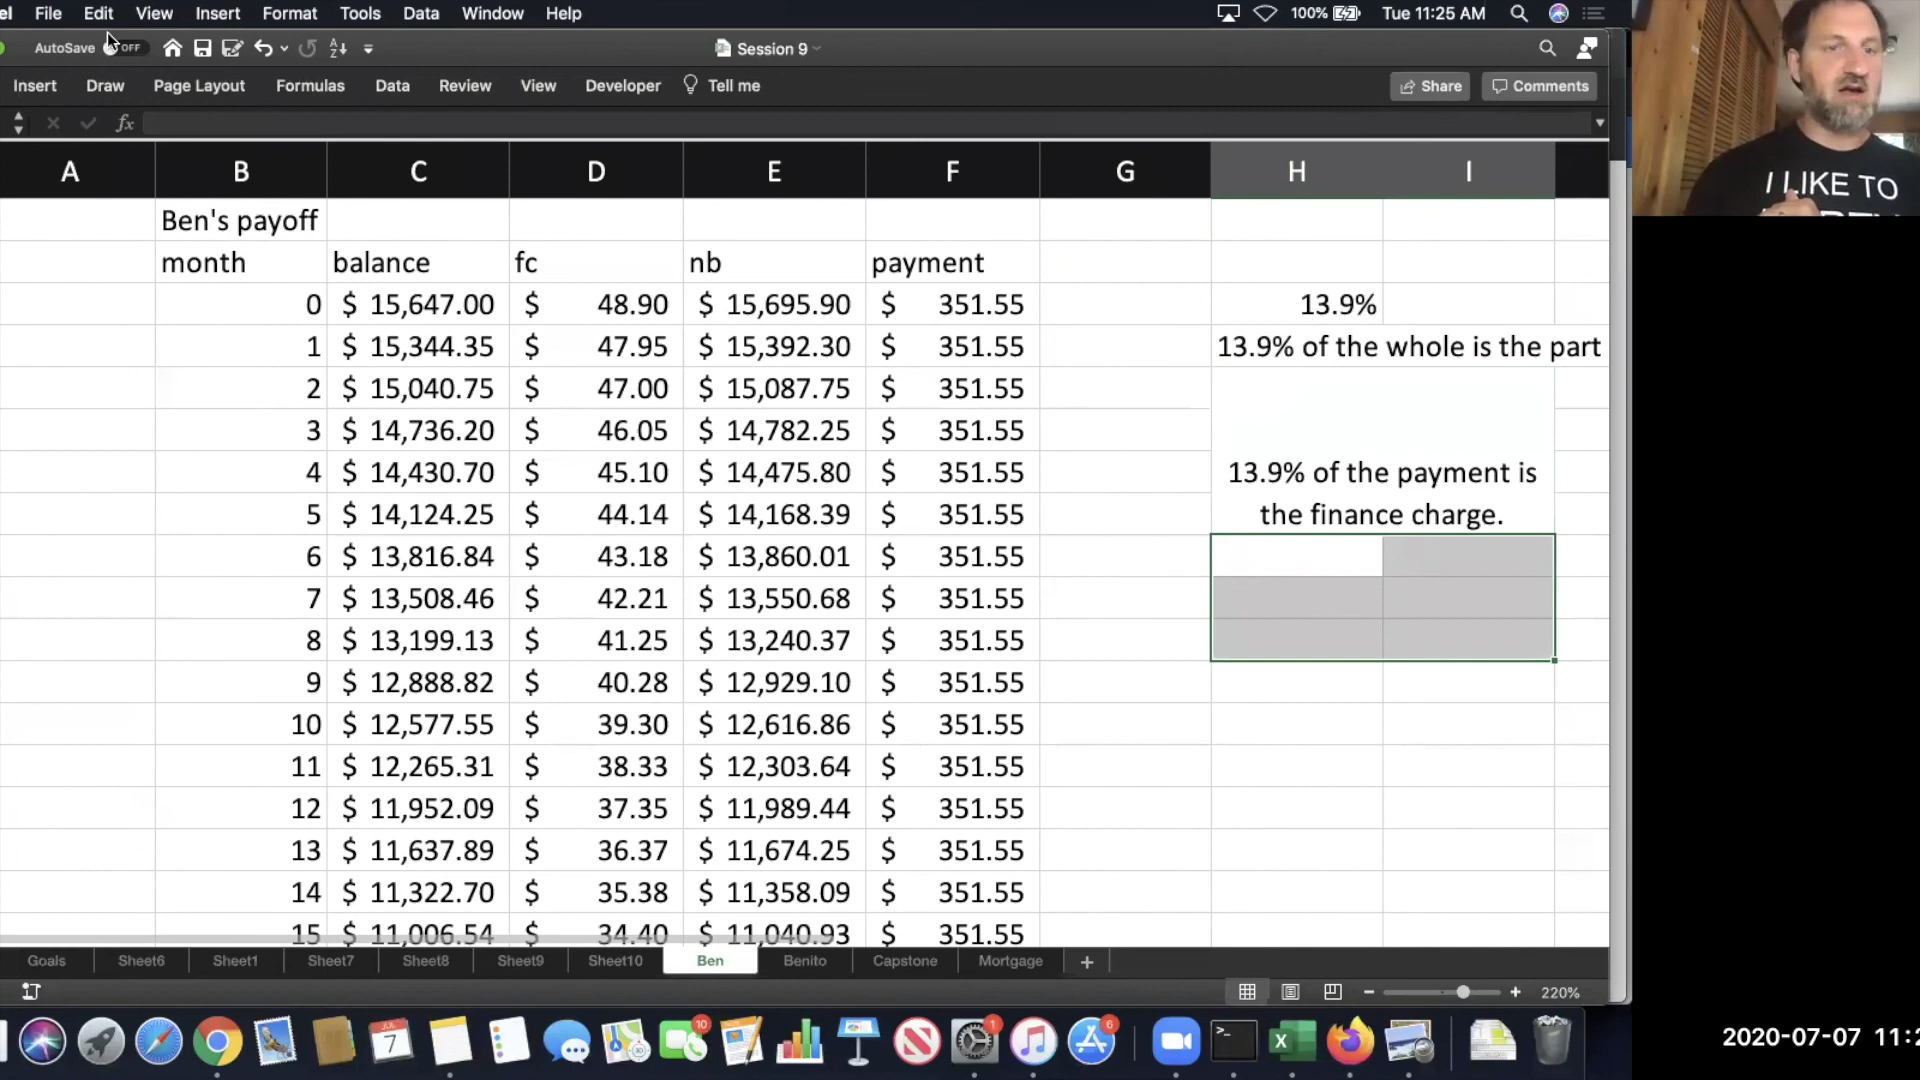 el File Edit View Insert Format Tools Data Window Help 100% Tue 11:25 AM
AutoSave OFF Session 9
Insert Draw Page Layout Formulas Data Review View Developer Tell me Share Comments
fx
A B C D E F G H I
Ben's payoff
month balance fc nb payment
0 $ 15,647.00 $ 48.90 $ 15,695.90 $ 351.55 13.9%
1 $ 15,344.35 $ 47.95 $ 15,392.30 $ 351.55 13.9% of the whole is the part
2 $ 15,040.75 $ 47.00 $ 15,087.75 $ 351.55
3 $ 14,736.20 $ 46.05 $ 14,782.25 $ 351.55
4 $ 14,430.70 $ 45.10 $ 14,475.80 $ 351.55 13.9% of the payment is
5 $ 14,124.25 $ 44.14 $ 14,168.39 $ 351.55 the finance charge.
6 $ 13,816.84 $ 43.18 $ 13,860.01 $ 351.55
7 $ 13,508.46 $ 42.21 $ 13,550.68 $ 351.55
8 $ 13,199.13 $ 41.25 $ 13,240.37 $ 351.55
9 $ 12,888.82 $ 40.28 $ 12,929.10 $ 351.55
10 $ 12,577.55 $ 39.30 $ 12,616.86 $ 351.55
11 $ 12,265.31 $ 38.33 $ 12,303.64 $ 351.55
12 $ 11,952.09 $ 37.35 $ 11,989.44 $ 351.55
13 $ 11,637.89 $ 36.37 $ 11,674.25 $ 351.55
14 $ 11,322.70 $ 35.38 $ 11,358.09 $ 351.55
15 $ 11,006.54 $ 34.40 $ 11,040.93 $ 351.55
Goals Sheet6 Sheet1 Sheet7 Sheet8 Sheet9 Sheet10 Ben Benito Capstone Mortgage +
220%
JUL 7 10 1 6
I LIKE TO
2020-07-07 11:2